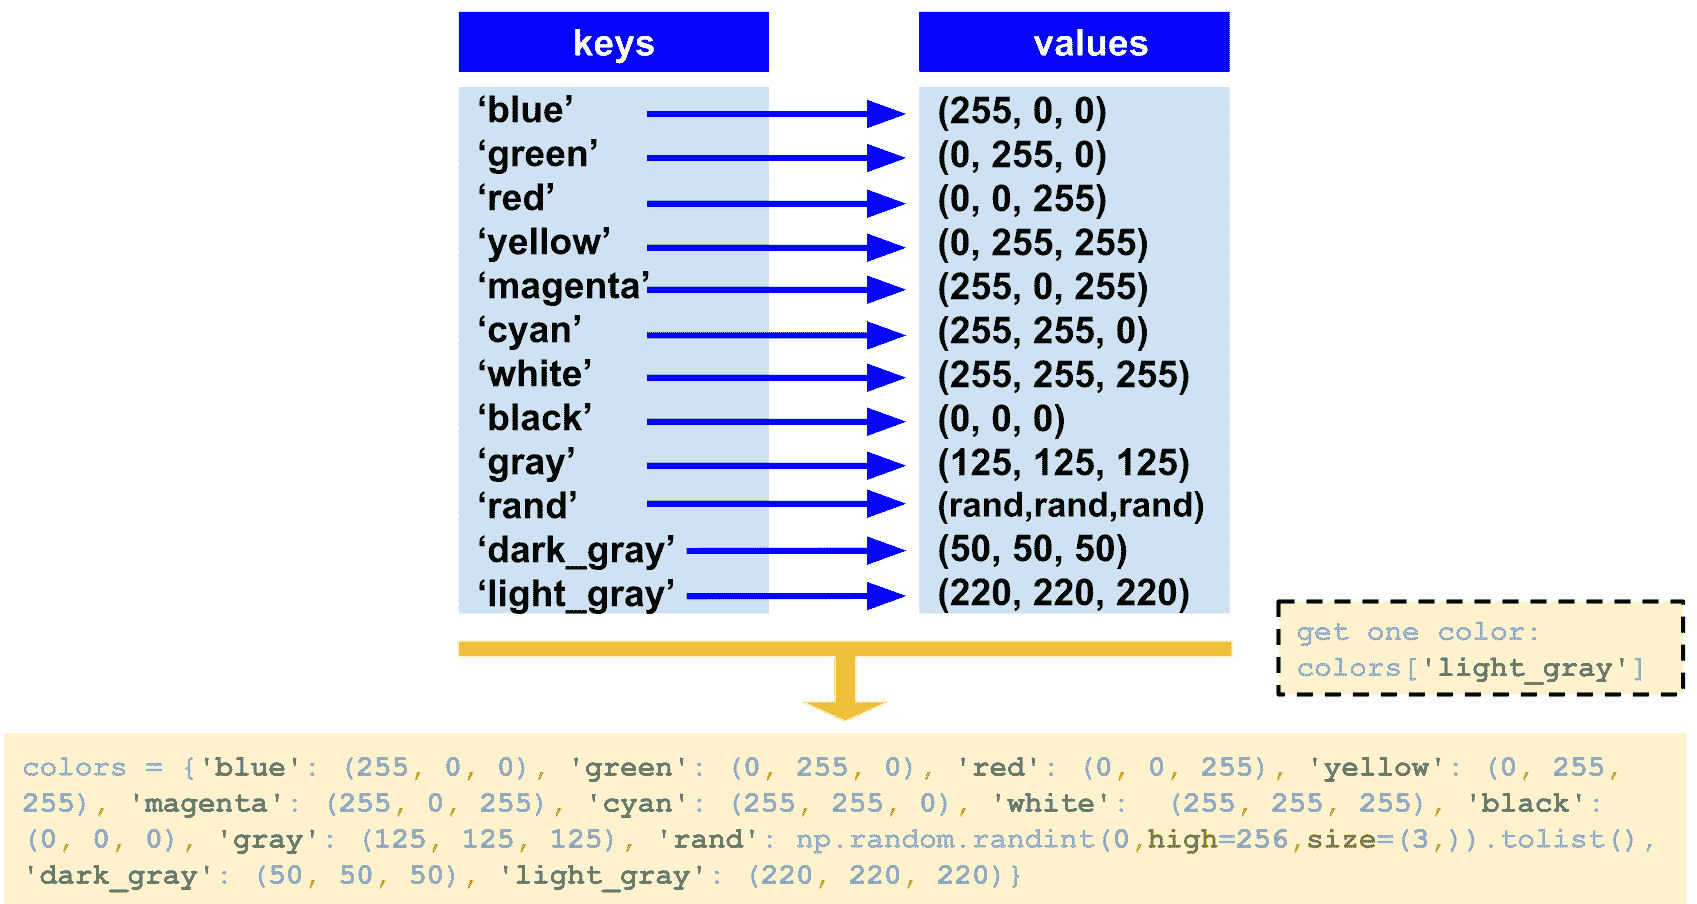 keys values
‘blue’ (255, 0, 0)
‘green’ (0, 255, 0)
‘red’ (0, 0, 255)
‘yellow’ (0, 255, 255)
‘magenta’ (255, 0, 255)
‘cyan’ (255, 255, 0)
‘white’ (255, 255, 255)
‘black’ (0, 0, 0)
‘gray’ (125, 125, 125)
‘rand’ (rand,rand,rand)
‘dark_gray’ (50, 50, 50)
‘light_gray’ (220, 220, 220)
get one color:
colors['light_gray']
colors = {'blue': (255, 0, 0), 'green': (0, 255, 0), 'red': (0, 0, 255), 'yellow': (0, 255,
255), 'magenta': (255, 0, 255), 'cyan': (255, 255, 0), 'white':  (255, 255, 255), 'black':
(0, 0, 0), 'gray': (125, 125, 125), 'rand': np.random.randint(0,high=256,size=(3,)).tolist(),
'dark_gray': (50, 50, 50), 'light_gray': (220, 220, 220)}